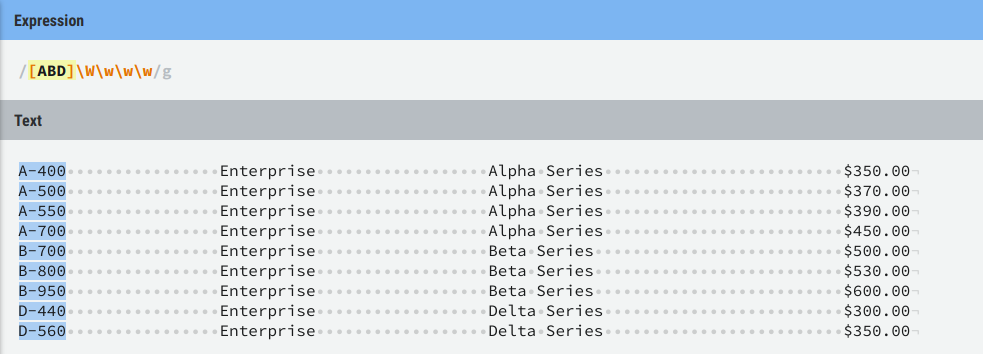 Expression
/[ABD]\W\w\w\w/g
Text
A-400 Enterprise Alpha Series $350.00
A-500 Enterprise Alpha Series $370.00
A-550 Enterprise Alpha Series $390.00
A-700 Enterprise Alpha Series $450.00
B-700 Enterprise Beta Series $500.00
B-800 Enterprise Beta Series $530.00
B-950 Enterprise Beta Series $600.00
D-440 Enterprise Delta Series $300.00
D-560 Enterprise Delta Series $350.00